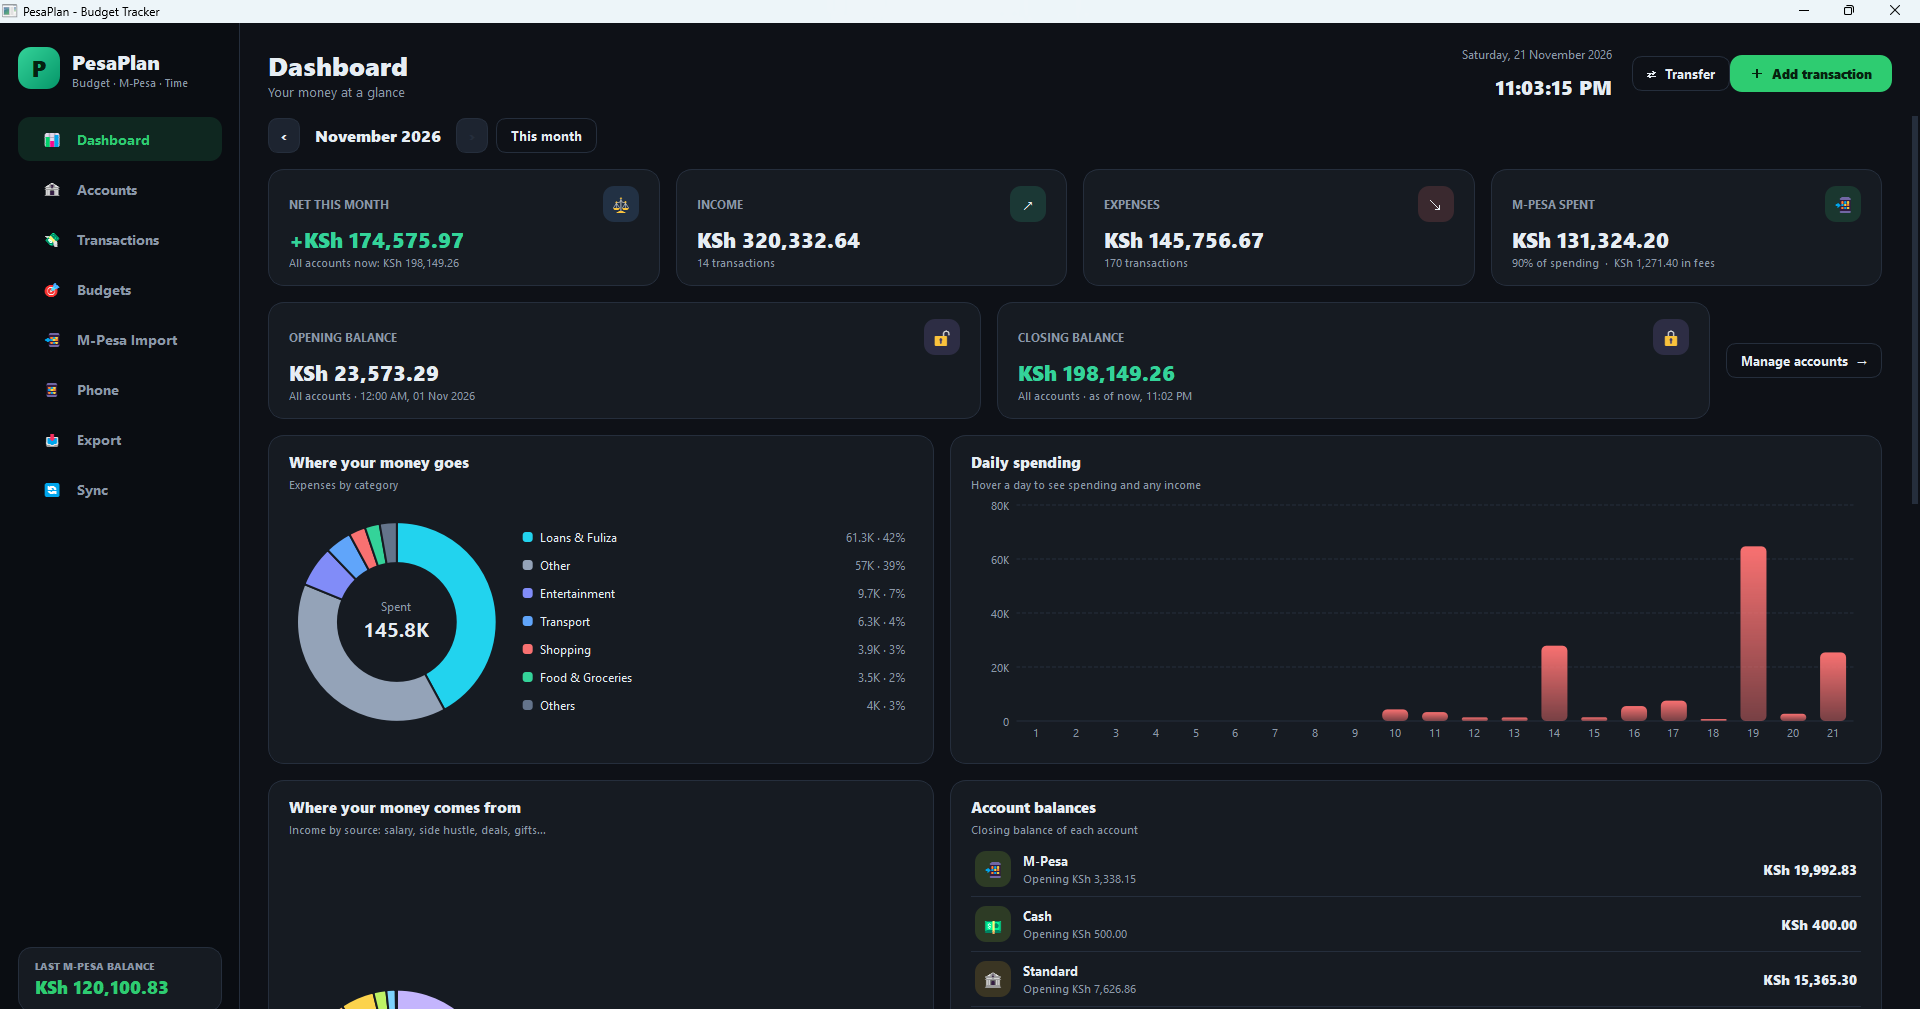 PesaPlan - Budget Tracker
P
PesaPlan
Budget · M-Pesa · Time
Dashboard
Accounts
Transactions
Budgets
M-Pesa Import
Phone
Export
Sync
LAST M-PESA BALANCE
KSh 120,100.83
Dashboard
Your money at a glance
Saturday, 21 November 2026
11:03:15 PM
⇄ Transfer
+ Add transaction
‹ November 2026 ›
This month
NET THIS MONTH
+KSh 174,575.97
All accounts now: KSh 198,149.26
INCOME
↗
KSh 320,332.64
14 transactions
EXPENSES
↘
KSh 145,756.67
170 transactions
M-PESA SPENT
KSh 131,324.20
90% of spending · KSh 1,271.40 in fees
OPENING BALANCE
KSh 23,573.29
All accounts · 12:00 AM, 01 Nov 2026
CLOSING BALANCE
KSh 198,149.26
All accounts · as of now, 11:02 PM
Manage accounts →
Where your money goes
Expenses by category
Spent
145.8K
Loans & Fuliza 61.3K · 42%
Other 57K · 39%
Entertainment 9.7K · 7%
Transport 6.3K · 4%
Shopping 3.9K · 3%
Food & Groceries 3.5K · 2%
Others 4K · 3%
Daily spending
Hover a day to see spending and any income
80K
60K
40K
20K
0
1 2 3 4 5 6 7 8 9 10 11 12 13 14 15 16 17 18 19 20 21
Where your money comes from
Income by source: salary, side hustle, deals, gifts...
Account balances
Closing balance of each account
M-Pesa
Opening KSh 3,338.15
KSh 19,992.83
Cash
Opening KSh 500.00
KSh 400.00
Standard
Opening KSh 7,626.86
KSh 15,365.30